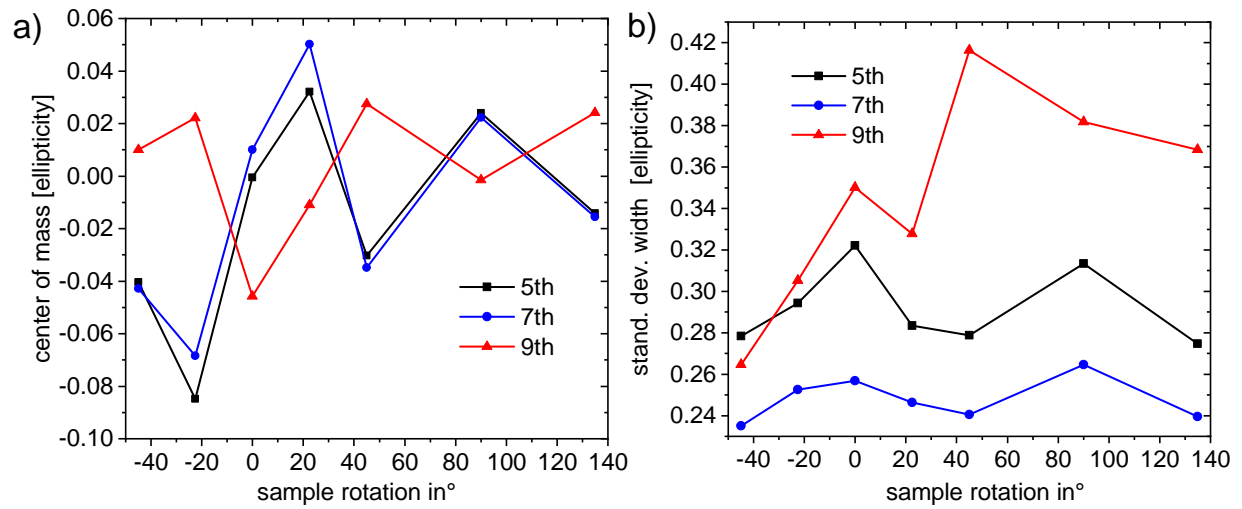 a)
0.06
0.04
0.02
0.00
-0.02
-0.04
-0.06
-0.08
-0.10
center of mass [ellipticity]
5th
7th
9th
-40 -20 0 20 40 60 80 100 120 140
sample rotation in°
b)
0.42
0.40
0.38
0.36
0.34
0.32
0.30
0.28
0.26
0.24
stand. dev. width [ellipticity]
5th
7th
9th
-40 -20 0 20 40 60 80 100 120 140
sample rotation in°